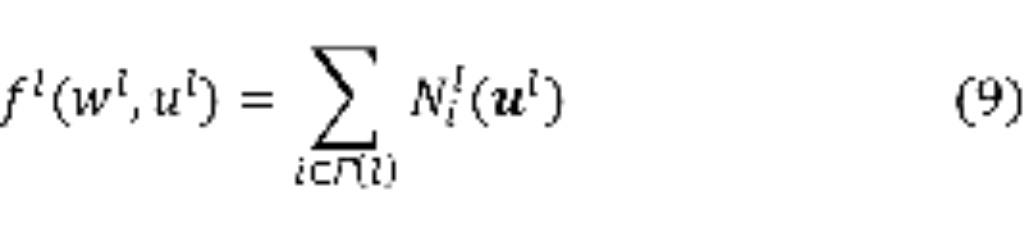 f^l(w^l, u^l) = ∑_{i⊂Γ(l)} N_i^l(𝒖^l) (9)